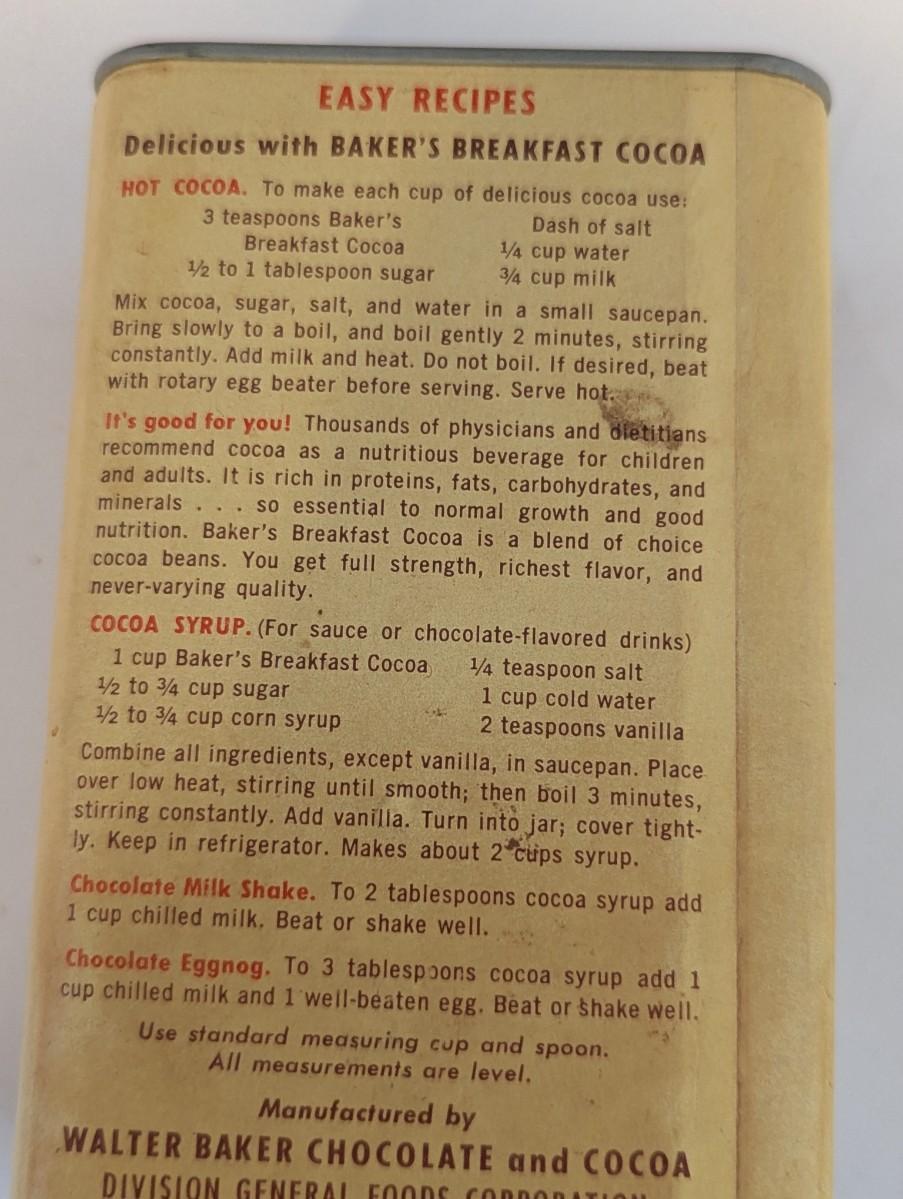 EASY RECIPES
Delicious with BAKER'S BREAKFAST COCOA
HOT COCOA. To make each cup of delicious cocoa use:
3 teaspoons Baker's
Breakfast Cocoa
½ to 1 tablespoon sugar
Dash of salt
¼ cup water
¾ cup milk
Mix cocoa, sugar, salt, and water in a small saucepan.
Bring slowly to a boil, and boil gently 2 minutes, stirring
constantly. Add milk and heat. Do not boil. If desired, beat
with rotary egg beater before serving. Serve hot.
It's good for you! Thousands of physicians and dietitians
recommend cocoa as a nutritious beverage for children
and adults. It is rich in proteins, fats, carbohydrates, and
minerals . . . so essential to normal growth and good
nutrition. Baker's Breakfast Cocoa is a blend of choice
cocoa beans. You get full strength, richest flavor, and
never-varying quality.
COCOA SYRUP. (For sauce or chocolate-flavored drinks)
1 cup Baker's Breakfast Cocoa
½ to ¾ cup sugar
½ to ¾ cup corn syrup
¼ teaspoon salt
1 cup cold water
2 teaspoons vanilla
Combine all ingredients, except vanilla, in saucepan. Place
over low heat, stirring until smooth; then boil 3 minutes,
stirring constantly. Add vanilla. Turn into jar; cover tight-
ly. Keep in refrigerator. Makes about 2 cups syrup.
Chocolate Milk Shake. To 2 tablespoons cocoa syrup add
1 cup chilled milk. Beat or shake well.
Chocolate Eggnog. To 3 tablespoons cocoa syrup add 1
cup chilled milk and 1 well-beaten egg. Beat or shake well.
Use standard measuring cup and spoon.
All measurements are level.
Manufactured by
WALTER BAKER CHOCOLATE and COCOA
DIVISION GENERAL FOODS CORPORATION